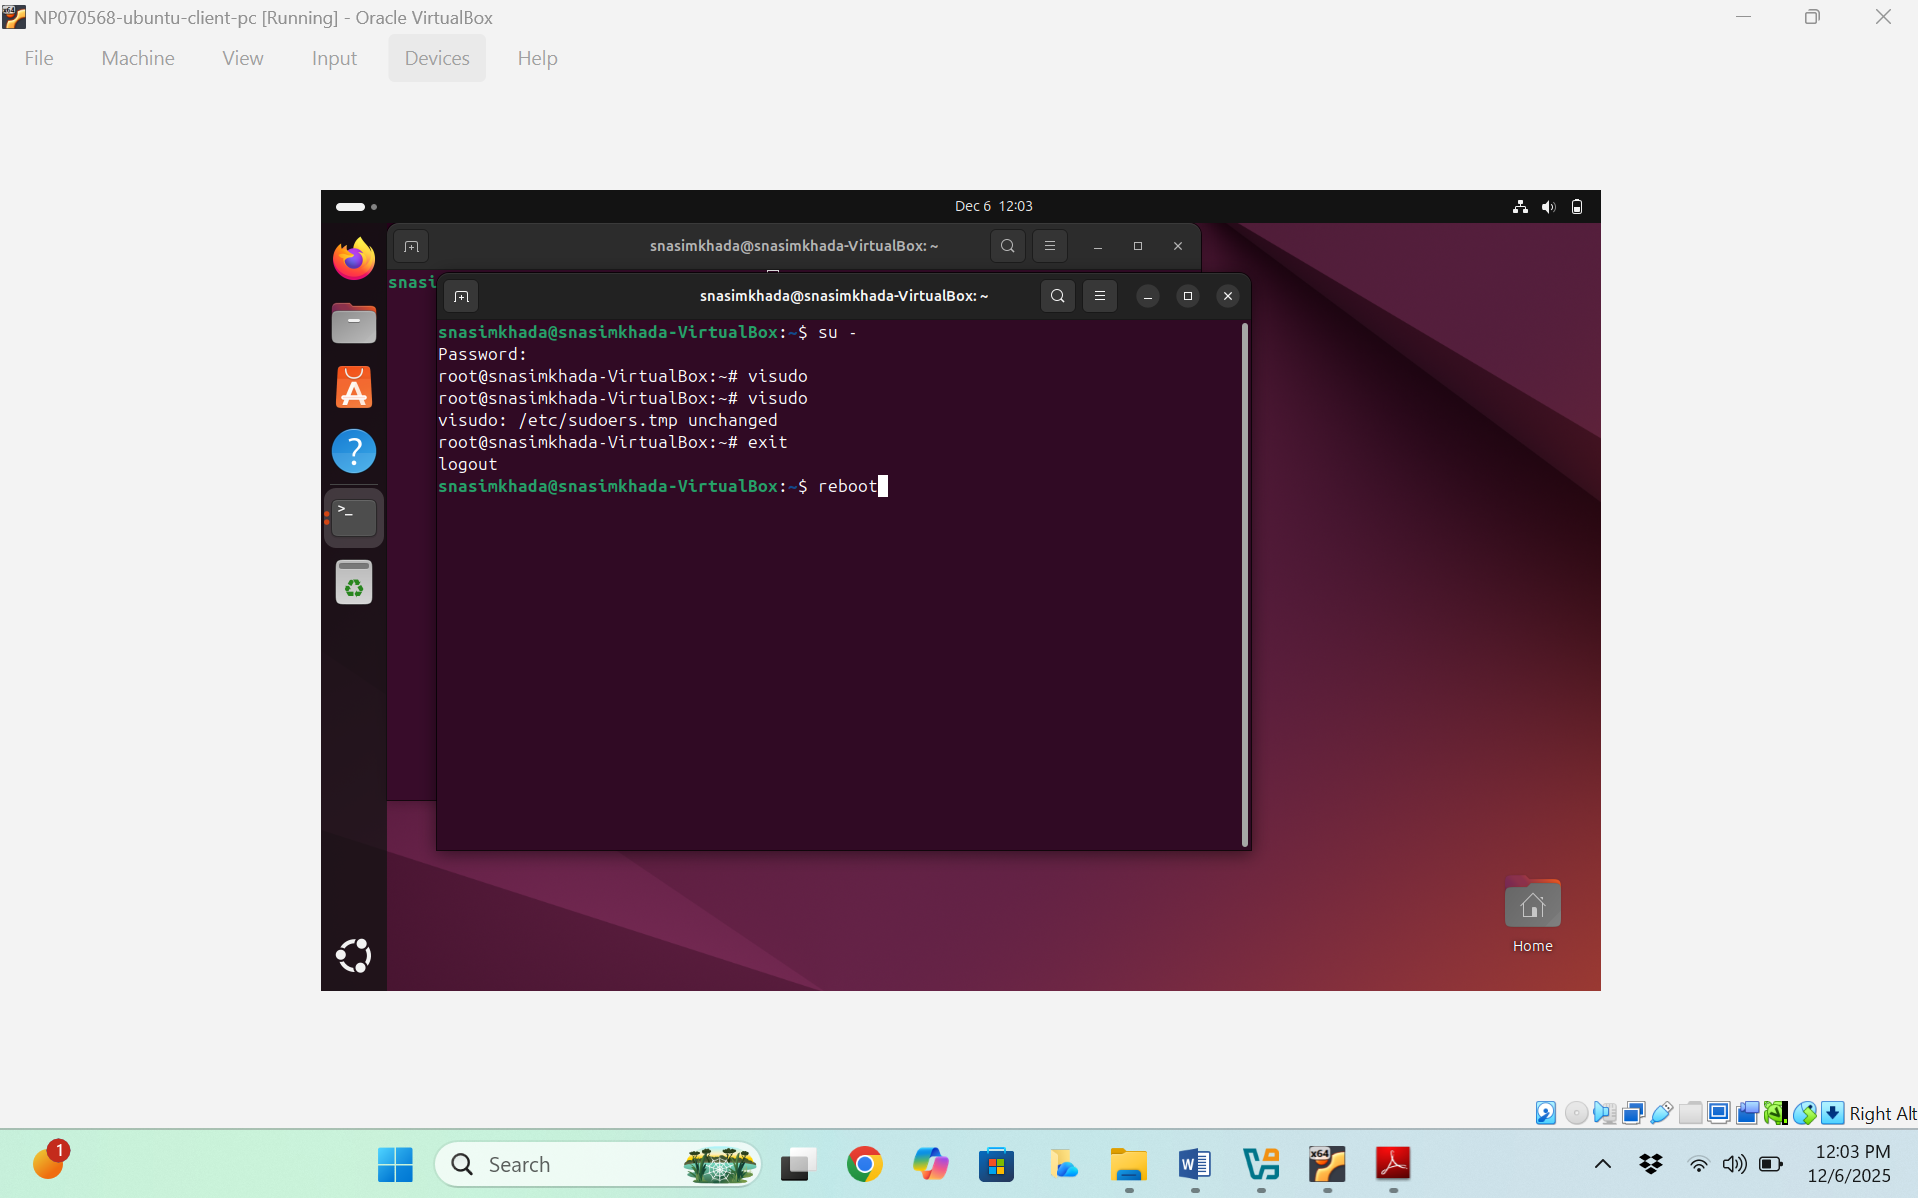 NP070568-ubuntu-client-pc [Running] - Oracle VirtualBox
File Machine View Input Devices Help
Dec 6 12:03
snasimkhada@snasimkhada-VirtualBox: ~
snasi
snasimkhada@snasimkhada-VirtualBox: ~
snasimkhada@snasimkhada-VirtualBox:~$ su -
Password:
root@snasimkhada-VirtualBox:~# visudo
root@snasimkhada-VirtualBox:~# visudo
visudo: /etc/sudoers.tmp unchanged
root@snasimkhada-VirtualBox:~# exit
logout
snasimkhada@snasimkhada-VirtualBox:~$ reboot
Home
Right Alt
1
Search
x64
12:03 PM
12/6/2025